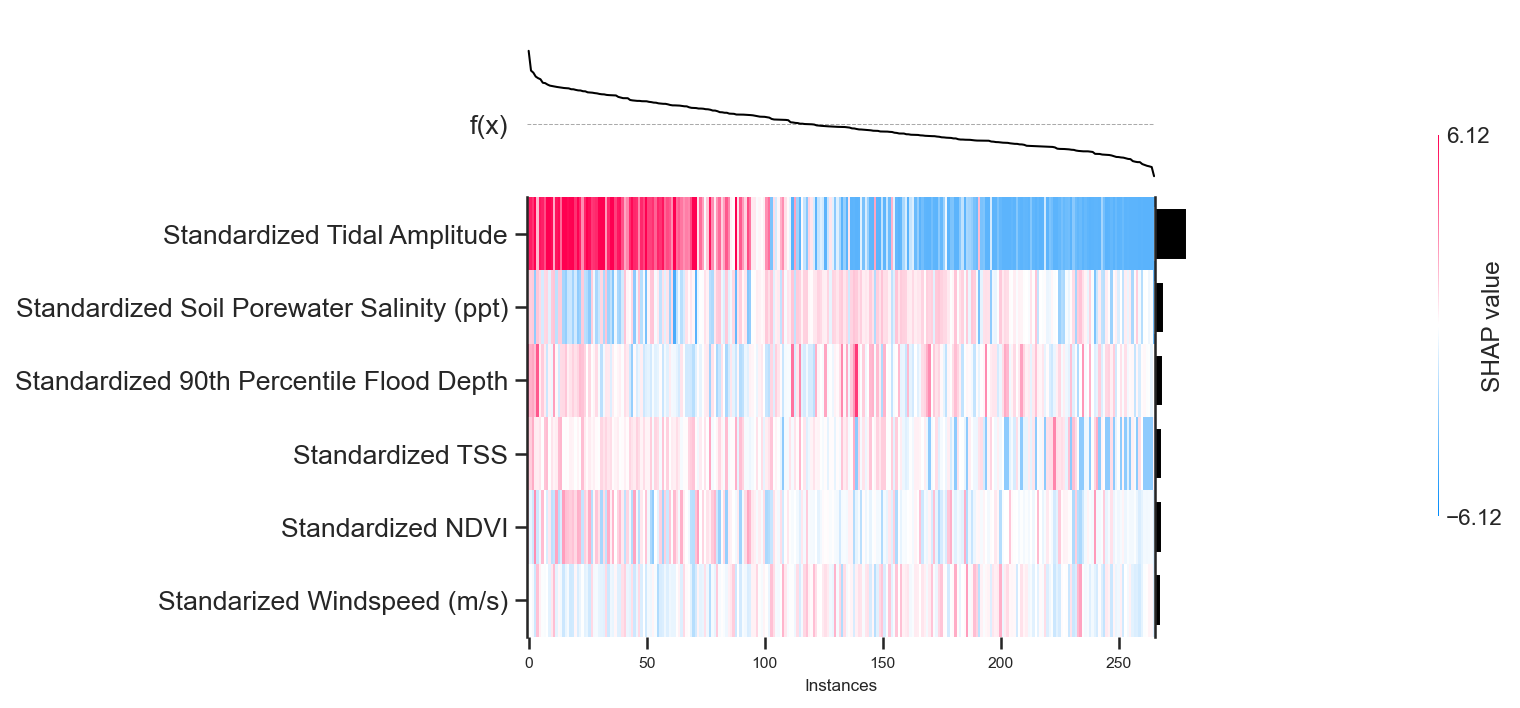 f(x)
6.12
Standardized Tidal Amplitude
Standardized Soil Porewater Salinity (ppt)
Standardized 90th Percentile Flood Depth
Standardized TSS
Standardized NDVI
Standarized Windspeed (m/s)
SHAP value
−6.12
0 50 100 150 200 250
Instances